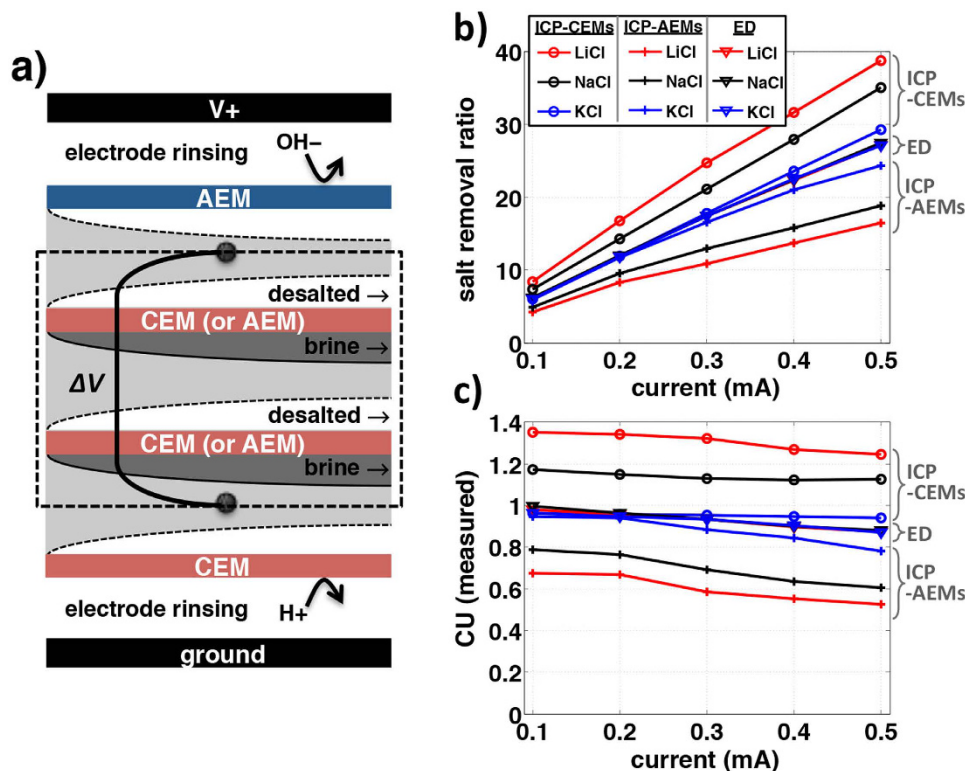 a)
V+
electrode rinsing
OH−
AEM
desalted →
CEM (or AEM)
brine →
ΔV
desalted →
CEM (or AEM)
brine →
CEM
electrode rinsing
H+
ground
b)
ICP-CEMs ICP-AEMs ED
LiCl LiCl LiCl
NaCl NaCl NaCl
KCl KCl KCl
salt removal ratio
40
30
20
10
0
0.1 0.2 0.3 0.4 0.5
current (mA)
ICP
-CEMs
ED
ICP
-AEMs
c)
CU (measured)
1.4
1.2
1
0.8
0.6
0.4
0.2
0
0.1 0.2 0.3 0.4 0.5
current (mA)
ICP
-CEMs
ED
ICP
-AEMs